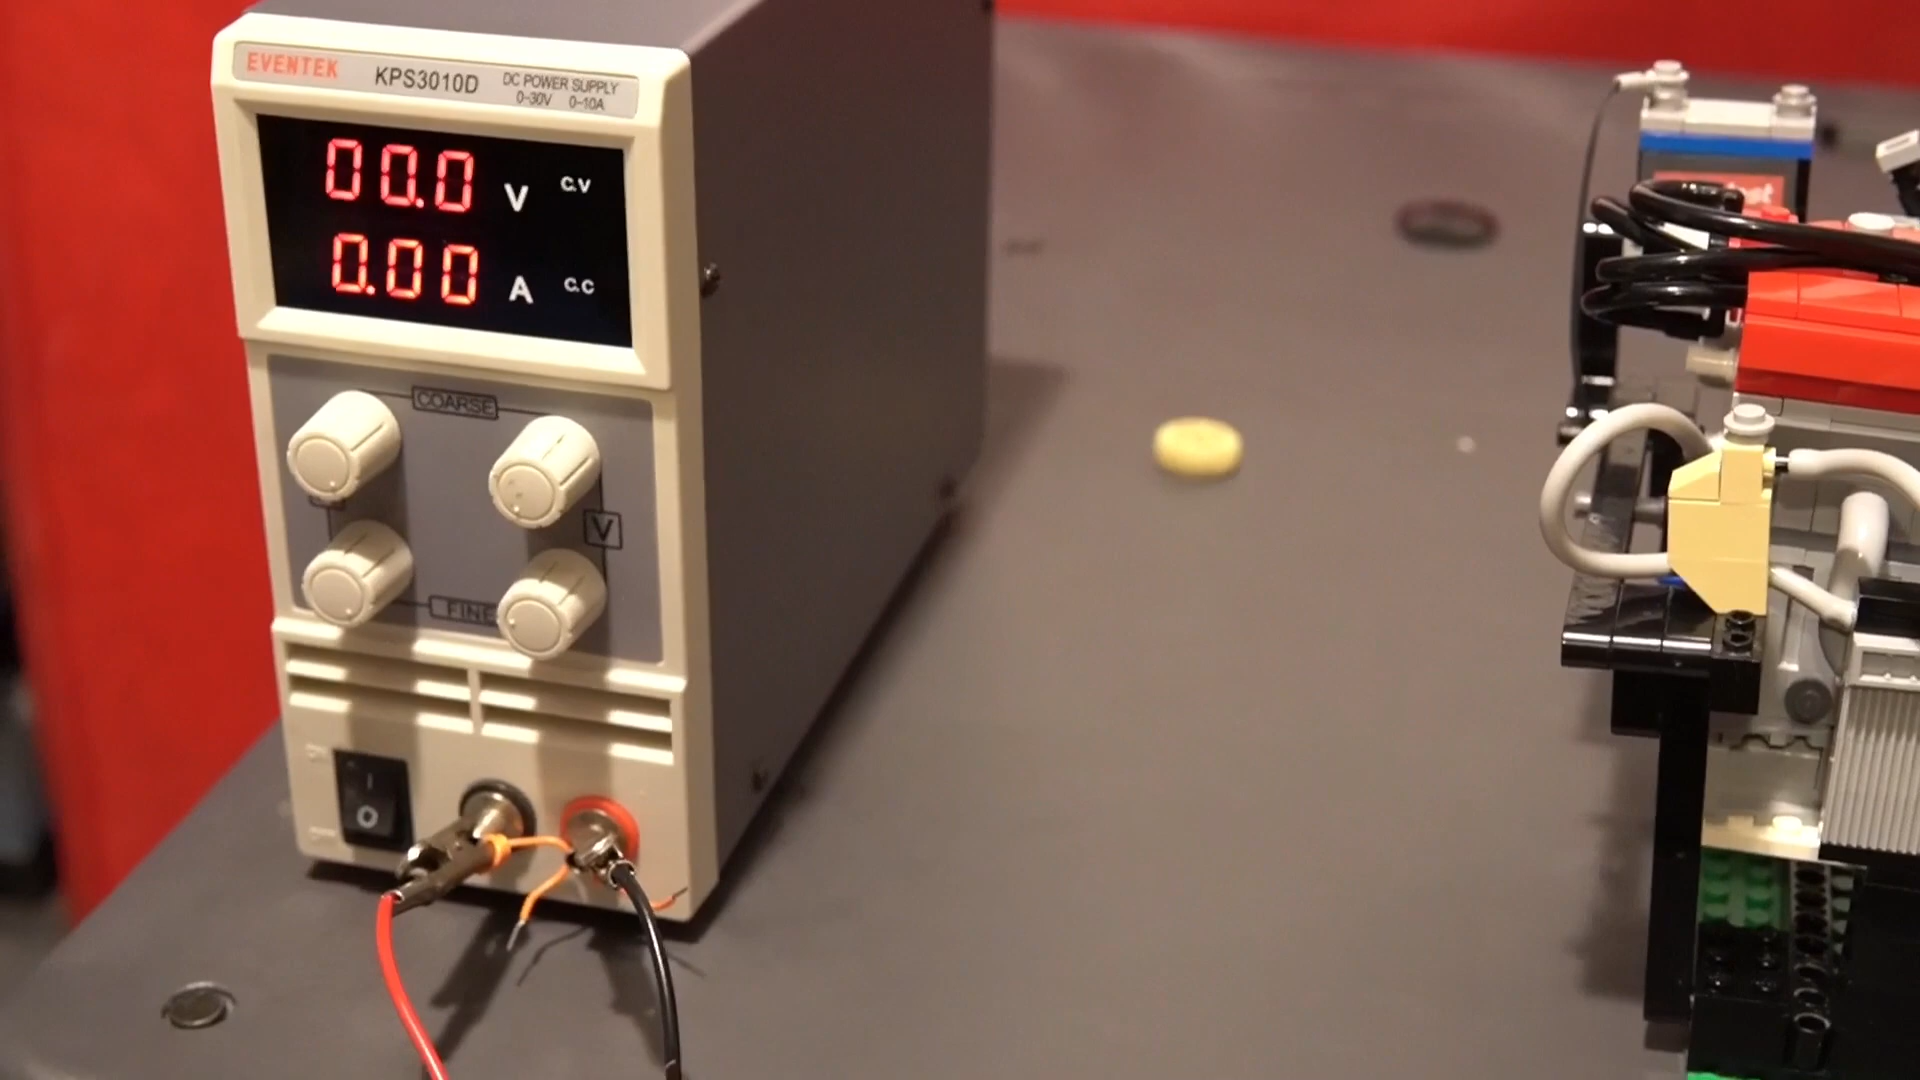 EVENTEK KPS3010D DC POWER SUPPLY
0~30V 0~10A
00.0 V C.V
0.00 A C.C
COARSE
V
FINE